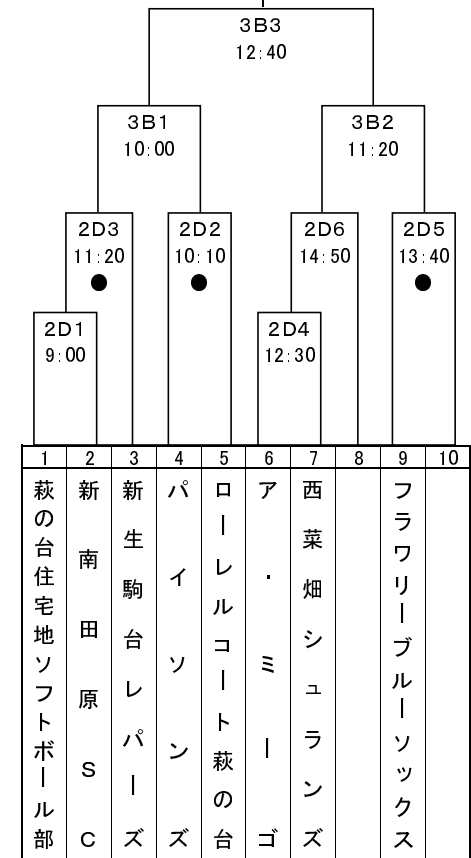 3B3
12:40
3B1
10:00
3B2
11:20
2D3
11:20
2D2
10:10
2D6
14:50
2D5
13:40
2D1
9:00
2D4
12:30
1 2 3 4 5 6 7 8 9 10
萩の台住宅地ソフトボール部
新南田原SC
新生駒台レパーズ
パイソンズ
ローレルコート萩の台
ア・ミーゴ
西菜畑シュランズ
フラワリーブルーソックス